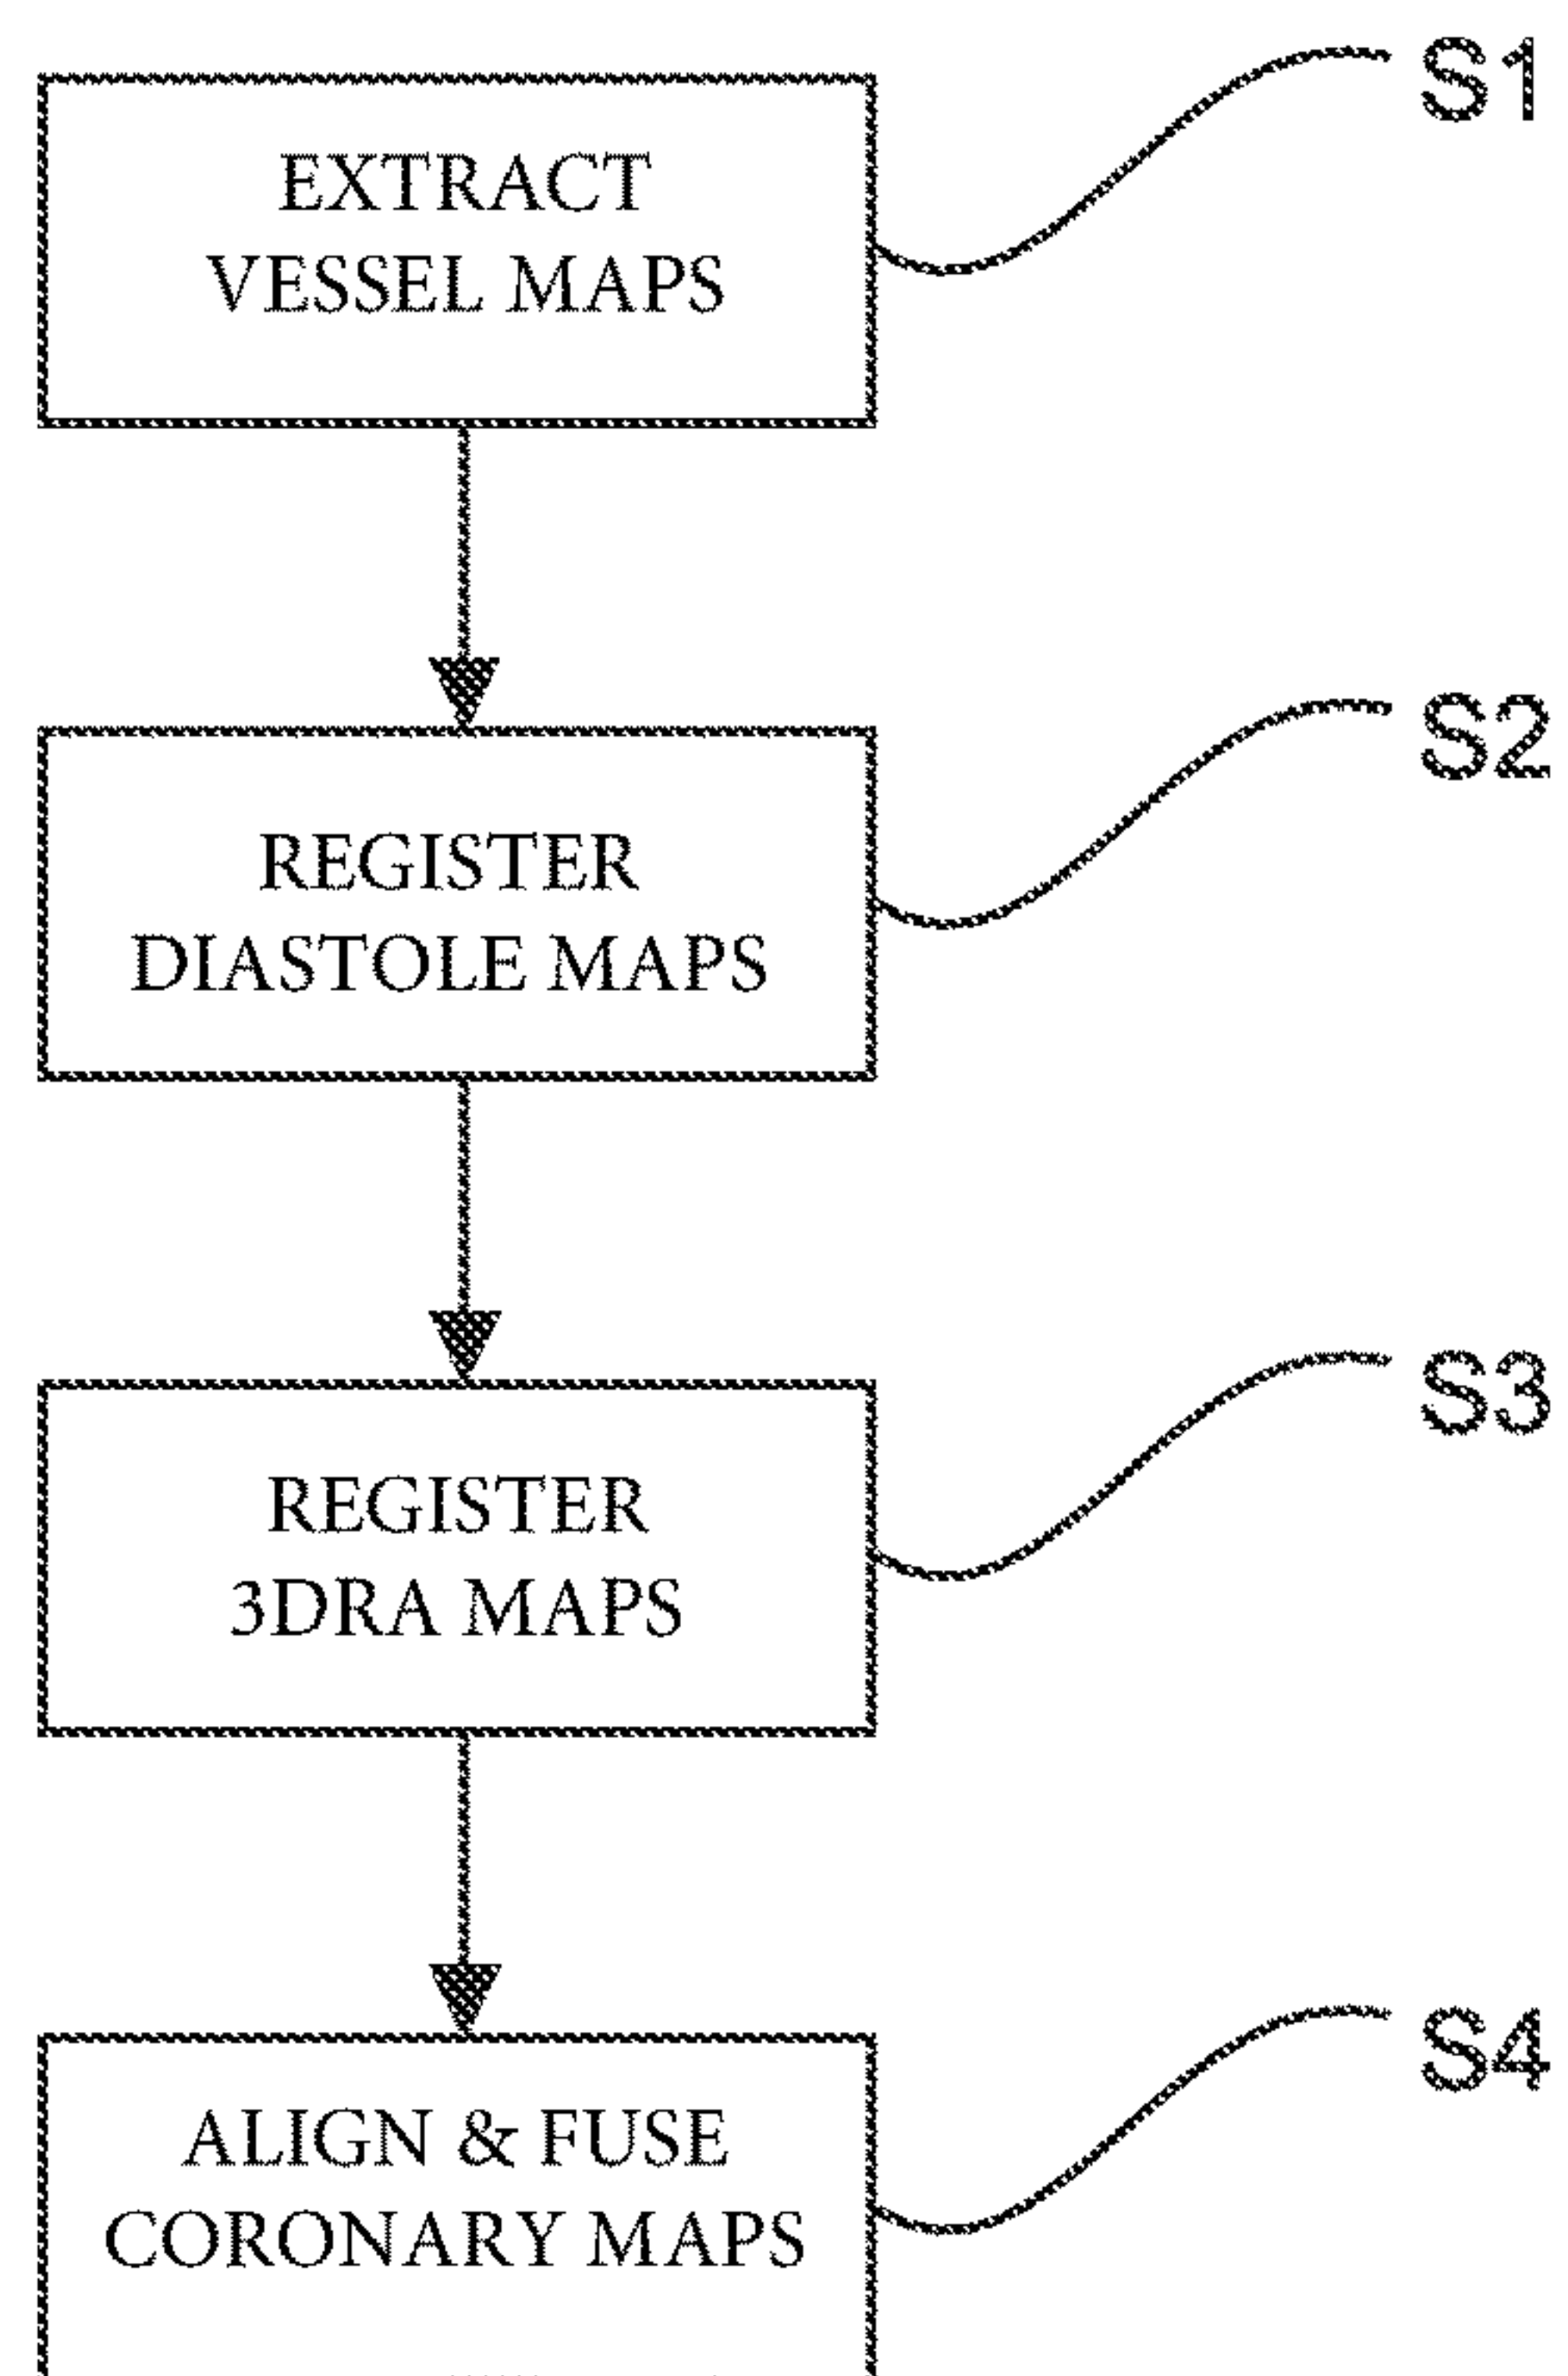 S1
EXTRACT
VESSEL MAPS
S2
REGISTER
DIASTOLE MAPS
S3
REGISTER
3DRA MAPS
S4
ALIGN & FUSE
CORONARY MAPS